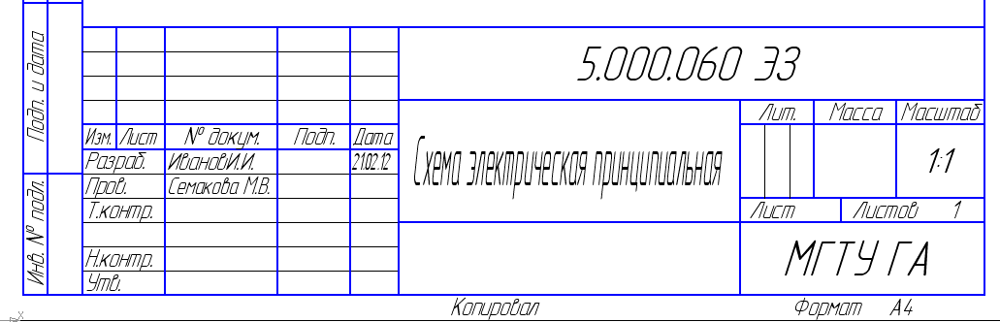 Подп. и дата
Инв. № подл.
5.000.060 ЭЗ
Лит. Масса Масштаб
Изм. Лист № докум. Подп. Дата
Разраб. ИвановИ.И. 21.02.12
Пров. Семакова М.В.
Т.контр.
Схема электрическая принципиальная
1:1
Лист Листов 1
Н.контр.
Утв.
МГТУ ГА
Копировал Формат А4
X